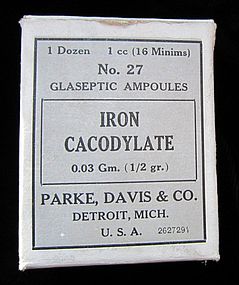 1 Dozen 1 cc (16 Minims)
No. 27
GLASEPTIC AMPOULES
IRON
CACODYLATE
0.03 Gm. (1/2 gr.)
PARKE, DAVIS & CO.
DETROIT, MICH.
U. S. A. 2627291